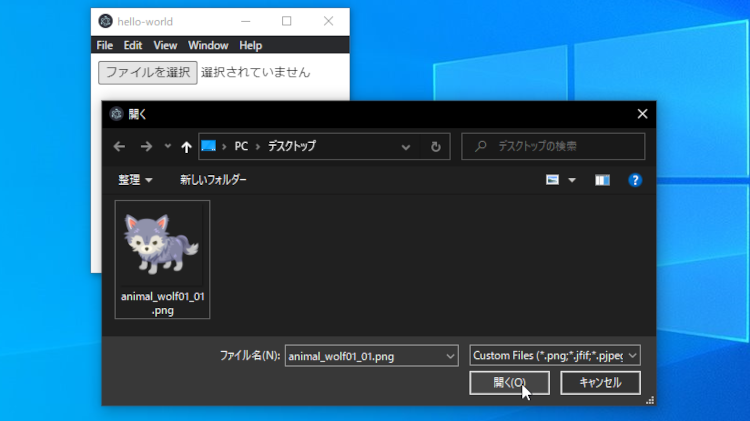 hello-world
File Edit View Window Help
ファイルを選択 選択されていません
開く
PC デスクトップ
デスクトップの検索
整理 新しいフォルダー
animal_wolf01_01
.png
ファイル名(N): animal_wolf01_01.png Custom Files (*.png;*.jfif;*.pjpeg
開く(O) キャンセル